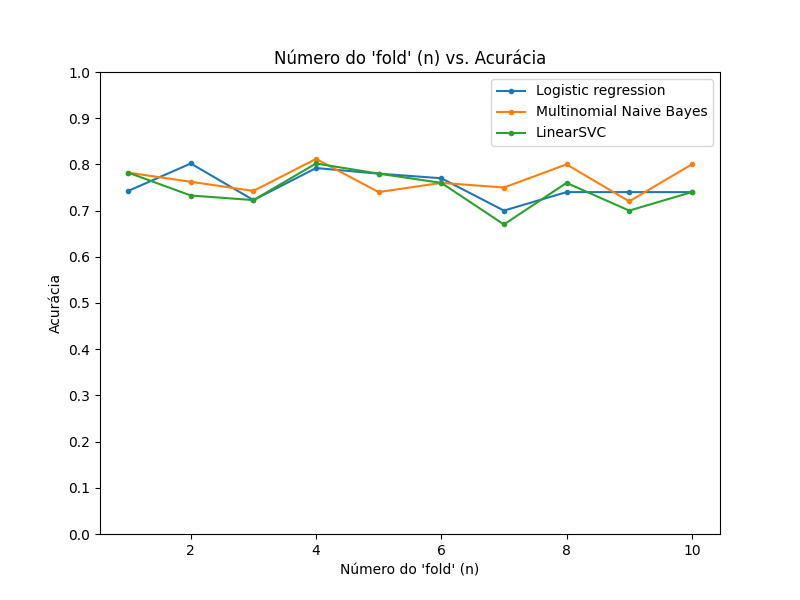 Número do 'fold' (n) vs. Acurácia
1.0
0.9
0.8
0.7
0.6
0.5
0.4
0.3
0.2
0.1
0.0
Acurácia
Logistic regression
Multinomial Naive Bayes
LinearSVC
2 4 6 8 10
Número do 'fold' (n)